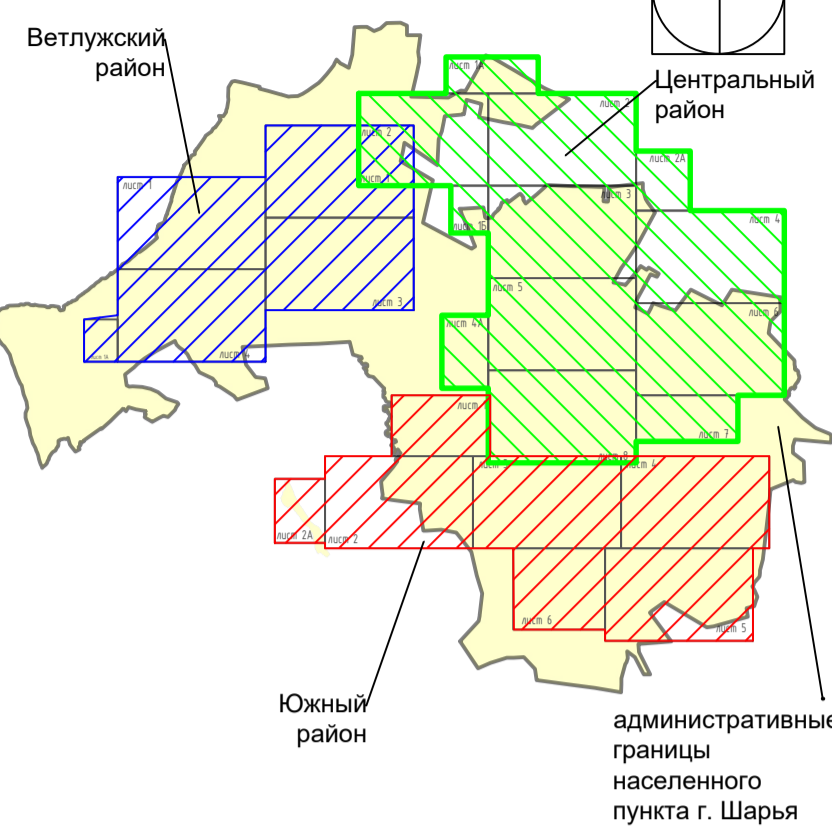 Ветлужский
район
Центральный
район
лист 1А
лист 2
лист 2
лист 1
лист 2А
лист 1
лист 3
лист 1Б
лист 4
лист 5
лист 3
лист 6
лист 4А
лист
лист 7
лист 8
лист 4
лист 2А
лист 2
лист 6
лист 5
Южный
район
административные
границы
населенного
пункта г. Шарья